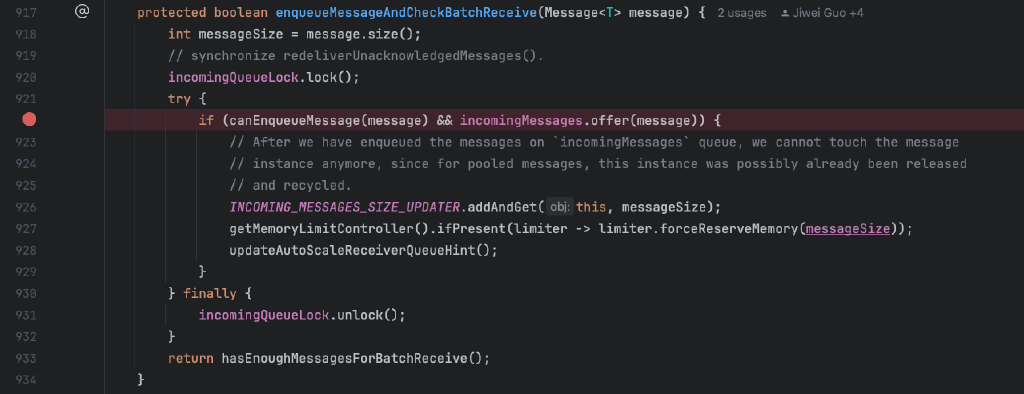 917 @ protected boolean enqueueMessageAndCheckBatchReceive(Message<T> message) { 2 usages Jiwei Guo +4
918 int messageSize = message.size();
919 // synchronize redeliverUnacknowledgedMessages().
920 incomingQueueLock.lock();
921 try {
if (canEnqueueMessage(message) && incomingMessages.offer(message)) {
923 // After we have enqueued the messages on `incomingMessages` queue, we cannot touch the message
924 // instance anymore, since for pooled messages, this instance was possibly already been released
925 // and recycled.
926 INCOMING_MESSAGES_SIZE_UPDATER.addAndGet( obj: this, messageSize);
927 getMemoryLimitController().ifPresent(limiter -> limiter.forceReserveMemory(messageSize));
928 updateAutoScaleReceiverQueueHint();
929 }
930 } finally {
931 incomingQueueLock.unlock();
932 }
933 return hasEnoughMessagesForBatchReceive();
934 }